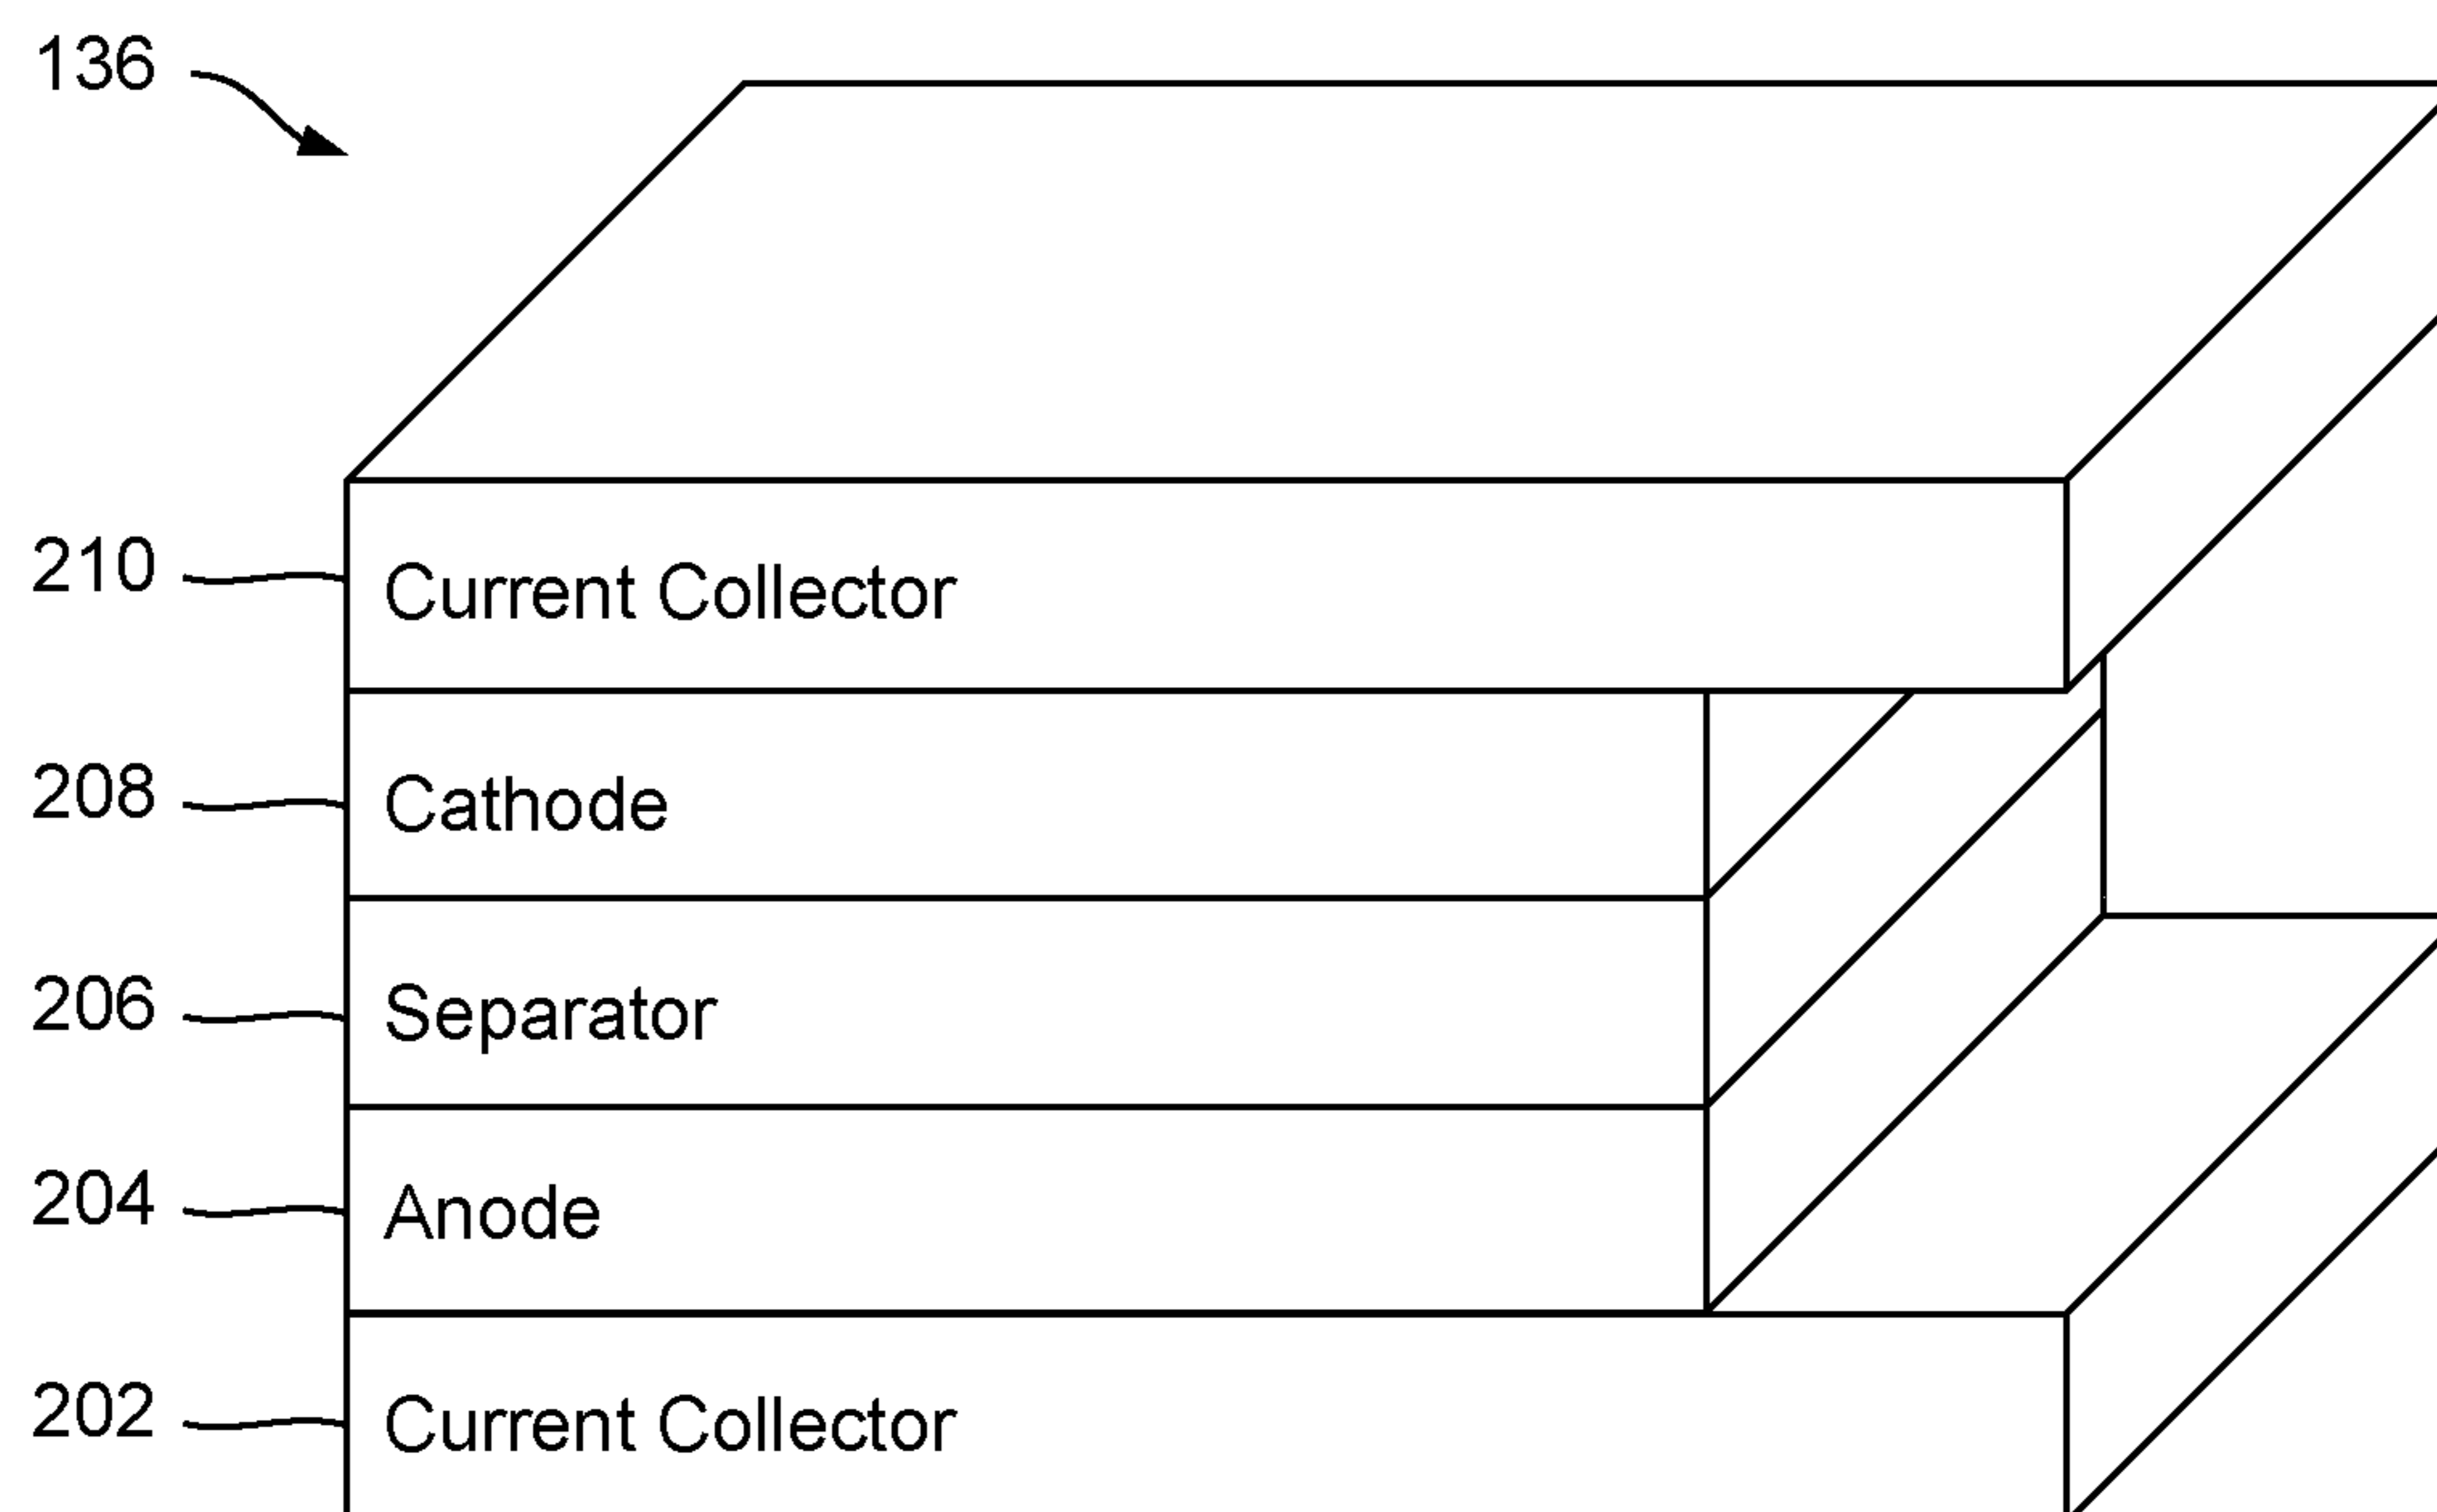 136
210 Current Collector
208 Cathode
206 Separator
204 Anode
202 Current Collector